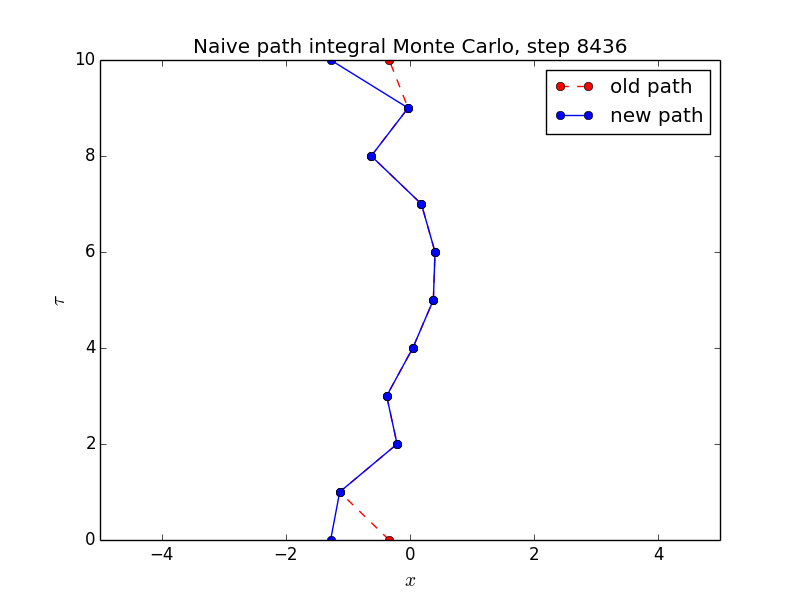 Naive path integral Monte Carlo, step 8436
10
old path
new path
8
6
τ
4
2
0
−4 −2 0 2 4
x